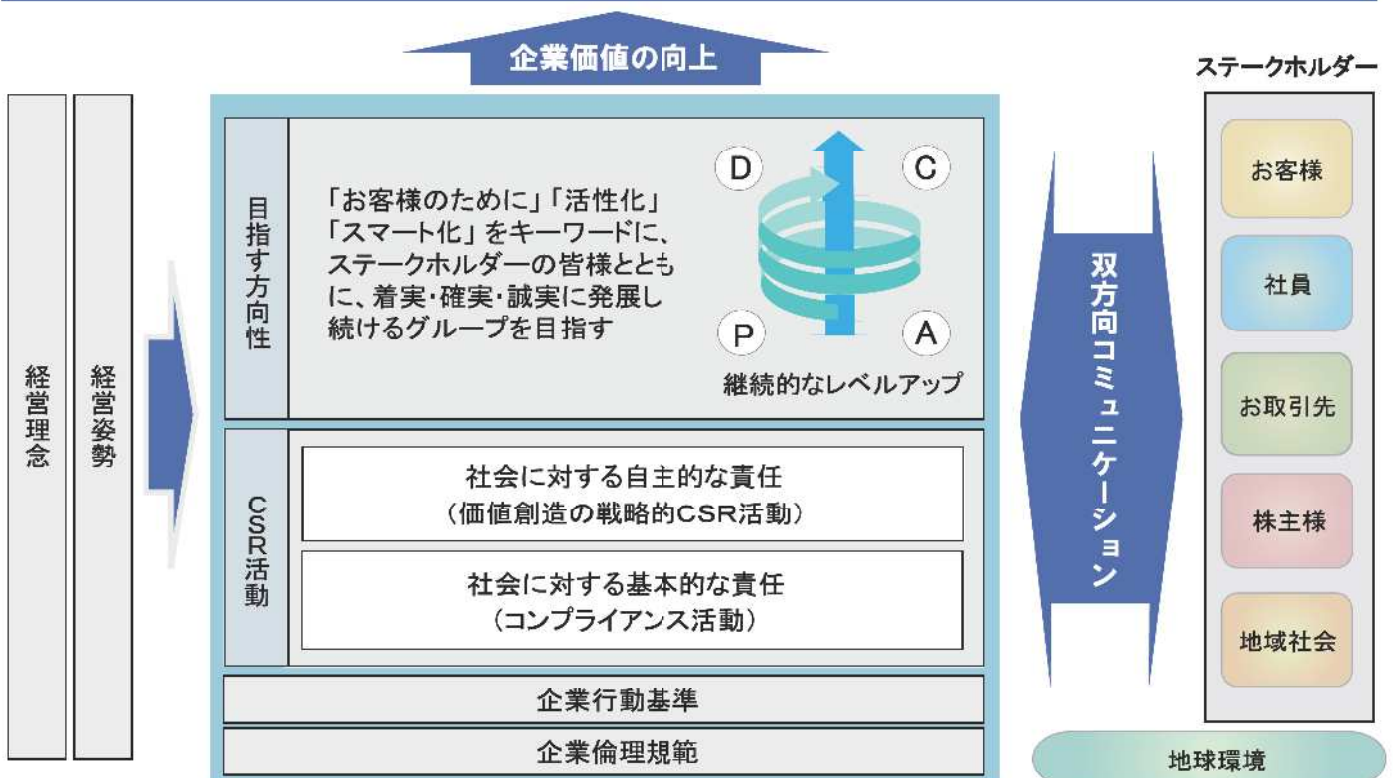 企業価値の向上
ステークホルダー
経営理念
経営姿勢
目指す方向性
「お客様のために」「活性化」
「スマート化」をキーワードに、
ステークホルダーの皆様ととも
に、着実・確実・誠実に発展し
続けるグループを目指す
D
C
P
A
継続的なレベルアップ
CSR活動
社会に対する自主的な責任
（価値創造の戦略的CSR活動）
社会に対する基本的な責任
（コンプライアンス活動）
企業行動基準
企業倫理規範
双方向コミュニケーション
お客様
社員
お取引先
株主様
地域社会
地球環境